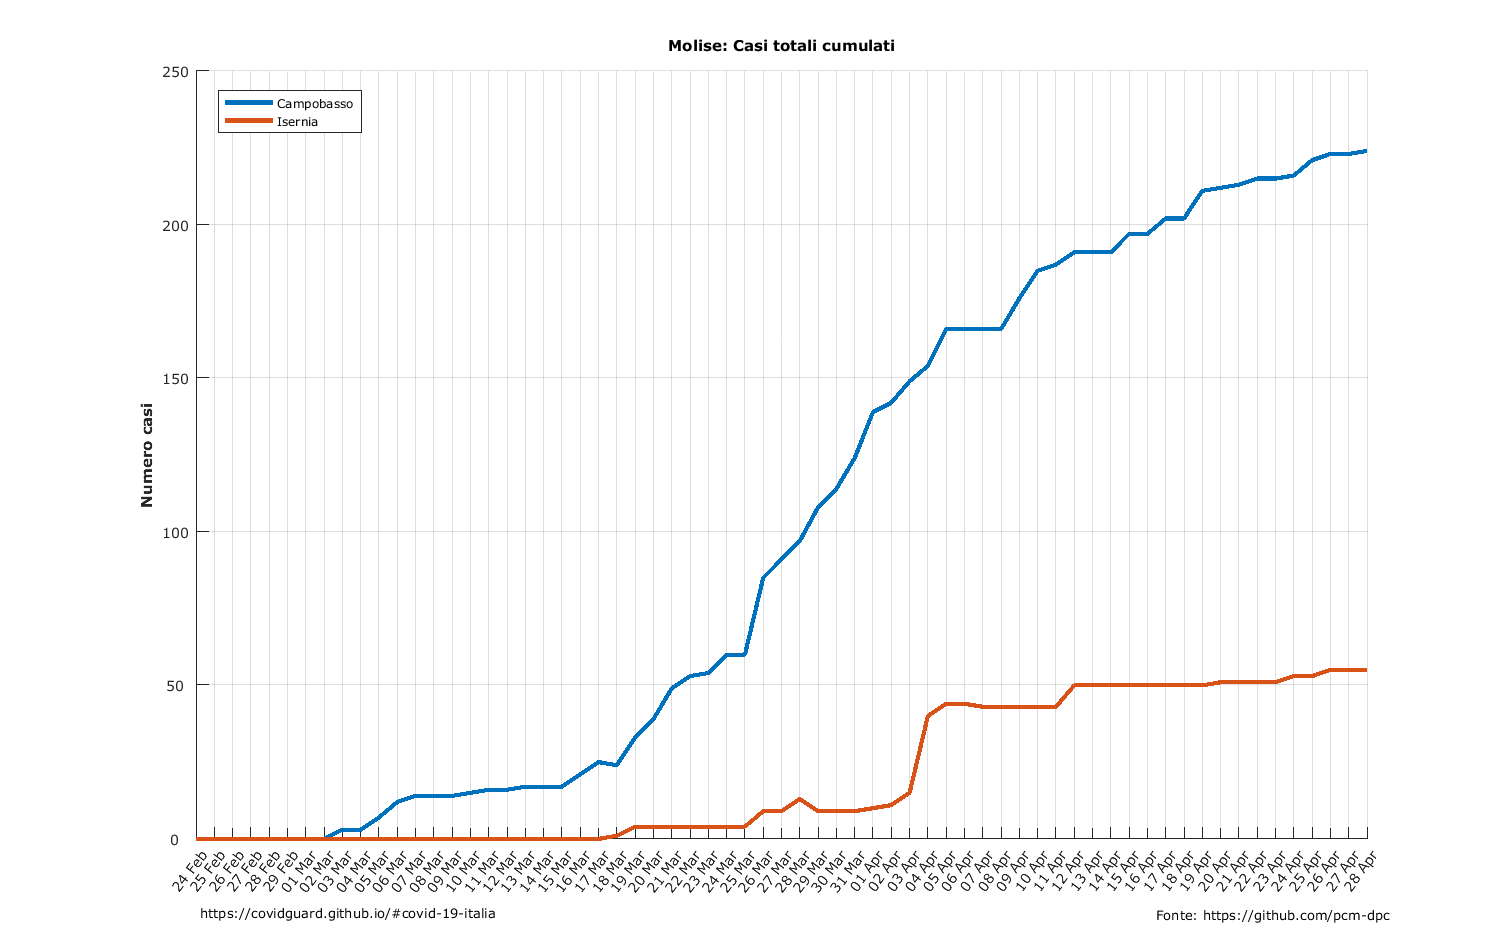 Molise: Casi totali cumulati
250
200
150
100
50
0
Numero casi
Campobasso
Isernia
24 Feb
25 Feb
26 Feb
27 Feb
28 Feb
29 Feb
01 Mar
02 Mar
03 Mar
04 Mar
05 Mar
06 Mar
07 Mar
08 Mar
09 Mar
10 Mar
11 Mar
12 Mar
13 Mar
14 Mar
15 Mar
16 Mar
17 Mar
18 Mar
19 Mar
20 Mar
21 Mar
22 Mar
23 Mar
24 Mar
25 Mar
26 Mar
27 Mar
28 Mar
29 Mar
30 Mar
31 Mar
01 Apr
02 Apr
03 Apr
04 Apr
05 Apr
06 Apr
07 Apr
08 Apr
09 Apr
10 Apr
11 Apr
12 Apr
13 Apr
14 Apr
15 Apr
16 Apr
17 Apr
18 Apr
19 Apr
20 Apr
21 Apr
22 Apr
23 Apr
24 Apr
25 Apr
26 Apr
27 Apr
28 Apr
https://covidguard.github.io/#covid-19-italia
Fonte: https://github.com/pcm-dpc